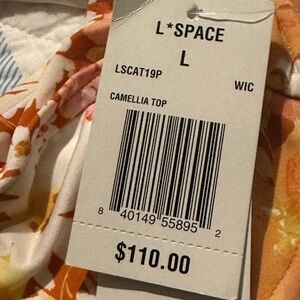 L*SPACE
L
LSCAT19P WIC
CAMELLIA TOP
8 40149 55895 2
$110.00